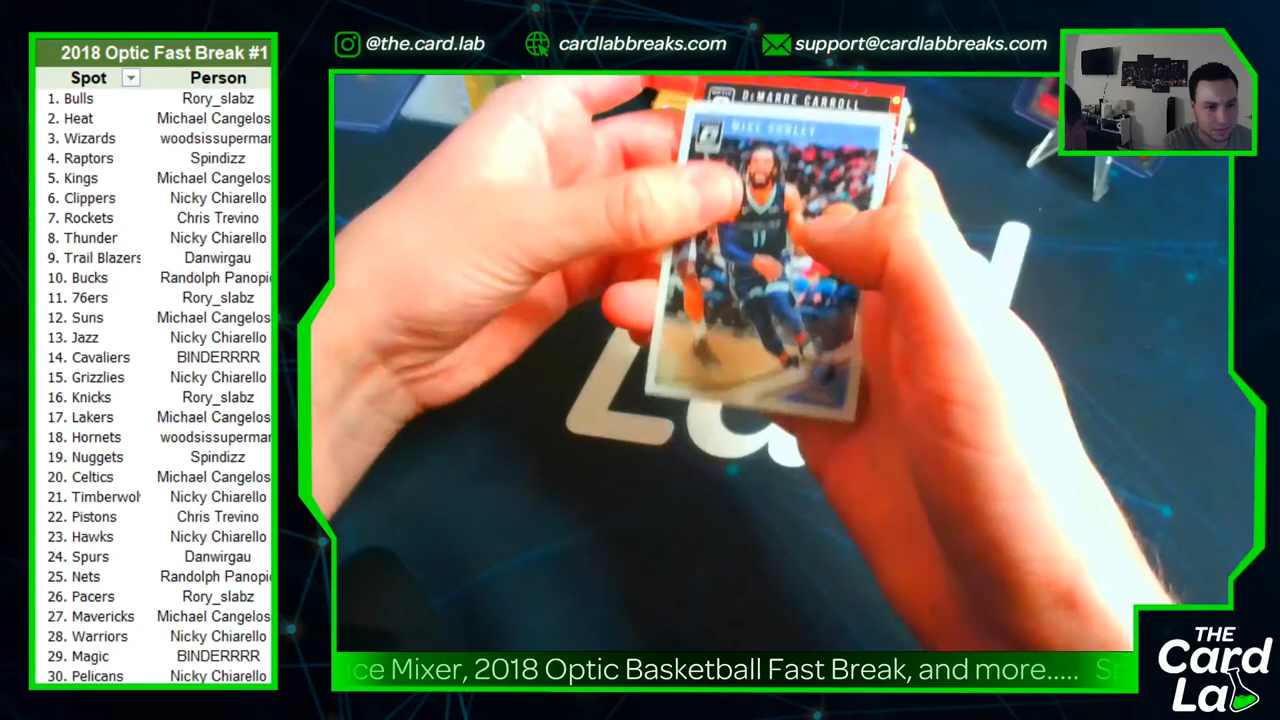 2018 Optic Fast Break #1
Spot Person
1. Bulls Rory_slabz
2. Heat Michael Cangelos
3. Wizards woodsissuperman
4. Raptors Spindizz
5. Kings Michael Cangelos
6. Clippers Nicky Chiarello
7. Rockets Chris Trevino
8. Thunder Nicky Chiarello
9. Trail Blazers Danwirgau
10. Bucks Randolph Panopic
11. 76ers Rory_slabz
12. Suns Michael Cangelos
13. Jazz Nicky Chiarello
14. Cavaliers BINDERRRR
15. Grizzlies Nicky Chiarello
16. Knicks Rory_slabz
17. Lakers Michael Cangelos
18. Hornets woodsissuperman
19. Nuggets Spindizz
20. Celtics Michael Cangelos
21. Timberwol Nicky Chiarello
22. Pistons Chris Trevino
23. Hawks Nicky Chiarello
24. Spurs Danwirgau
25. Nets Randolph Panopic
26. Pacers Rory_slabz
27. Mavericks Michael Cangelos
28. Warriors Nicky Chiarello
29. Magic BINDERRRR
30. Pelicans Nicky Chiarello
@the.card.lab cardlabbreaks.com support@cardlabbreaks.com
DeMARRE CARROLL
MIKE CONLEY
11
La
ce Mixer, 2018 Optic Basketball Fast Break, and more..... Sp
THE
Card
Lab